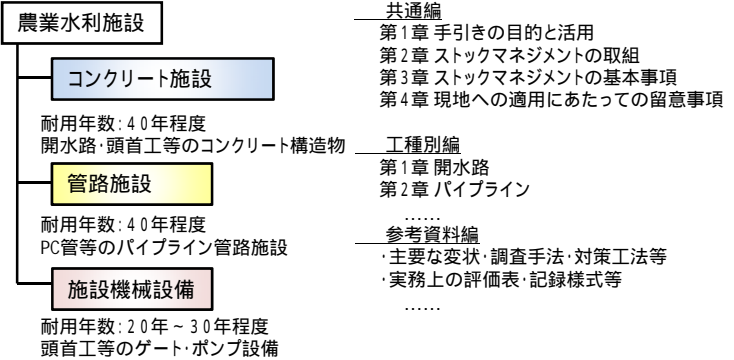 農業水利施設
コンクリート施設
耐用年数:40年程度
開水路・頭首工等のコンクリート構造物
管路施設
耐用年数:40年程度
PC管等のパイプライン管路施設
施設機械設備
耐用年数:20年~30年程度
頭首工等のゲート・ポンプ設備
共通編
第1章 手引きの目的と活用
第2章 ストックマネジメントの取組
第3章 ストックマネジメントの基本事項
第4章 現地への適用にあたっての留意事項
工種別編
第1章 開水路
第2章 パイプライン
……
参考資料編
・主要な変状・調査手法・対策工法等
・実務上の評価表・記録様式等
……